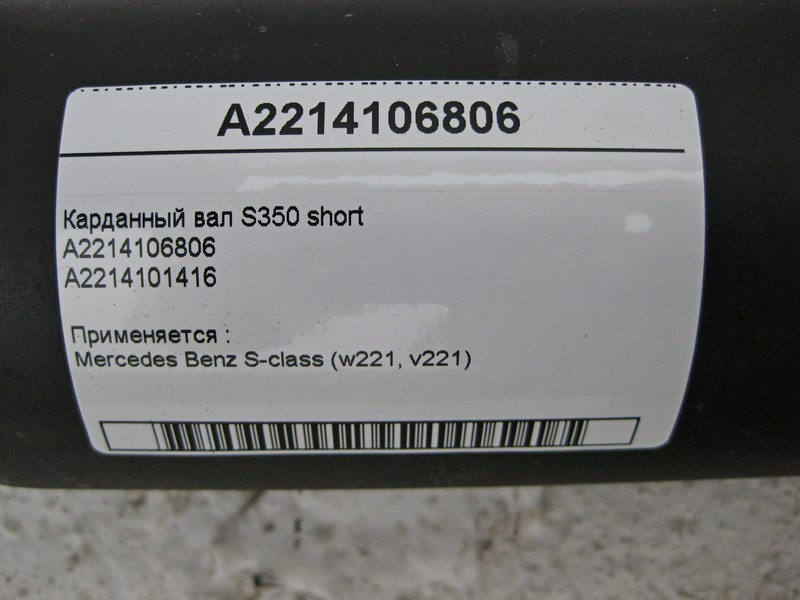 A2214106806
Карданный вал S350 short
A2214106806
A2214101416
Применяется :
Mercedes Benz S-class (w221, v221)